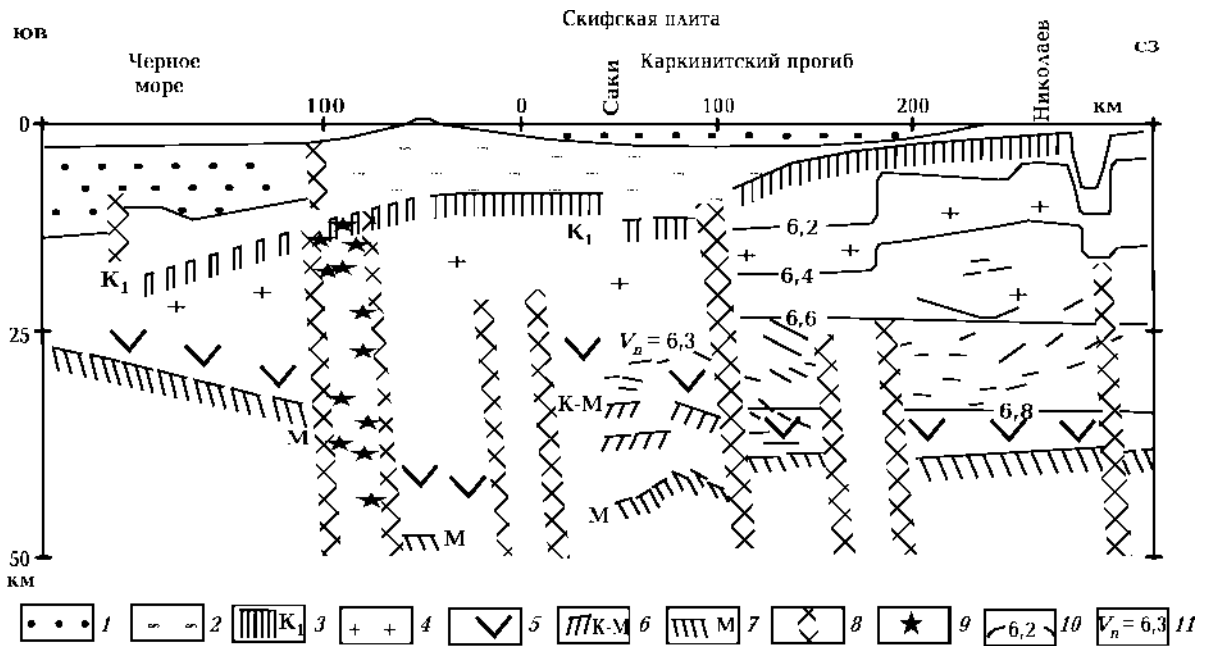 Скифская плита
ЮВ
СЗ
Черное
море
Саки
Каркинитский прогиб
Николаев
100
0
100
200
км
0
K₁
K₁
6,2
6,4
6,6
25
Vₙ = 6,3
К-М
6,8
М
М
М
50
км
1
2
K₁ 3
4
5
К-М 6
М 7
8
9
6,2 10
Vₙ = 6,3 11